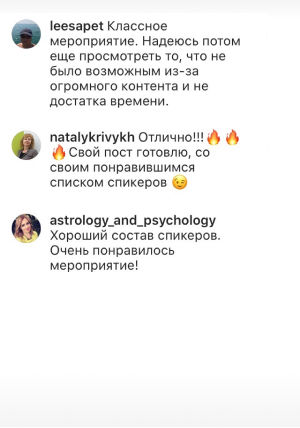 leesapet Классное
мероприятие. Надеюсь потом
еще просмотреть то, что не
было возможным из-за
огромного контента и не
достатка времени.
natalykrivykh Отлично!!!🔥🔥
🔥Свой пост готовлю, со
своим понравившимся
списком спикеров 😉
astrology_and_psychology
Хороший состав спикеров.
Очень понравилось
мероприятие!